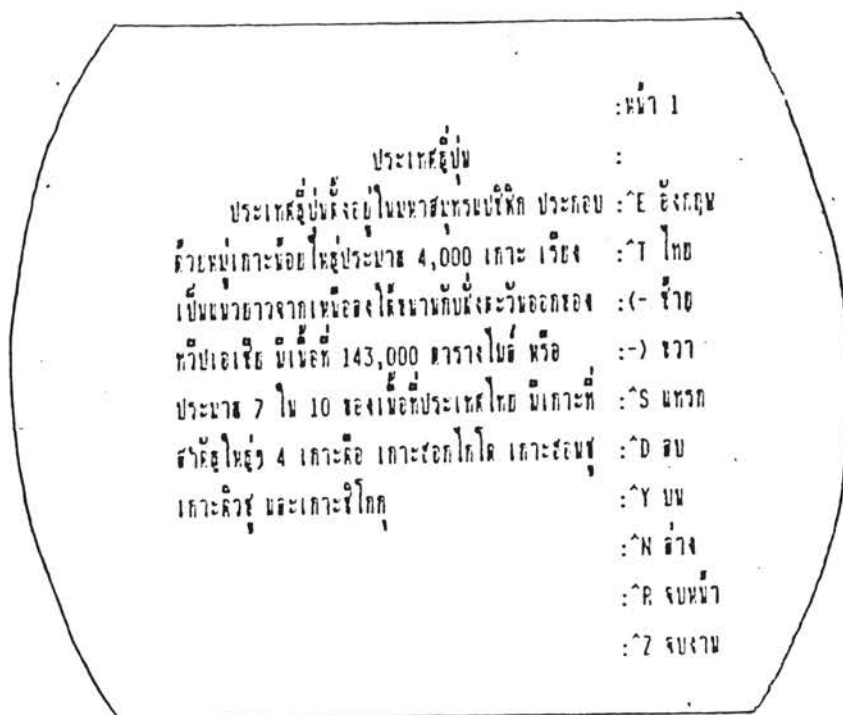 :หน้า 1
ประเทศญี่ปุ่น :
ประเทศญี่ปุ่นตั้งอยู่ในมหาสมุทรแปซิฟิก ประกอบ :^E อังกฤษ
ด้วยหมู่เกาะน้อยใหญ่ประมาณ 4,000 เกาะ เรียง :^T ไทย
เป็นแนวยาวจากเหนือลงใต้ขนานกับฝั่งตะวันออกของ :(- ซ้าย
ทวีปเอเชีย มีเนื้อที่ 143,000 ตารางไมล์ หรือ :-) ขวา
ประมาณ 7 ใน 10 ของเนื้อที่ประเทศไทย มีเกาะที่ :^S แทรก
สำคัญใหญ่ๆ 4 เกาะคือ เกาะฮอกไกโด เกาะฮอนชู :^D ลบ
เกาะคิวชู และเกาะชิโกกุ :^Y บน
:^N ล่าง
:^R จบหน้า
:^Z จบงาน